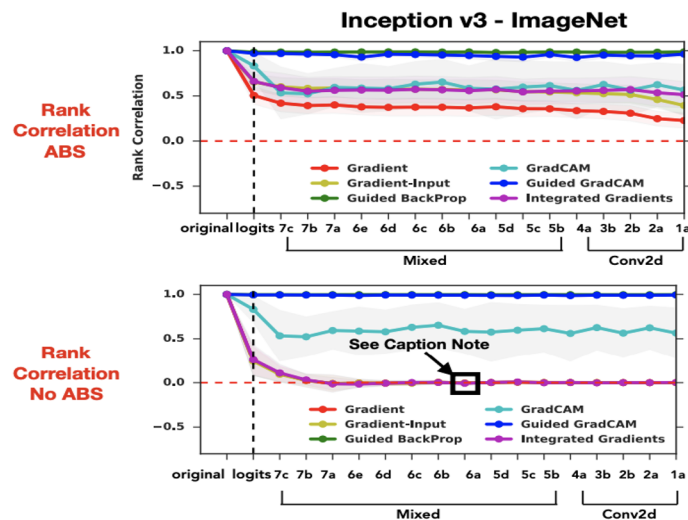 Inception v3 - ImageNet
Rank
Correlation
ABS
Rank Correlation
1.0
0.5
0.0
−0.5
Gradient
Gradient-Input
Guided BackProp
GradCAM
Guided GradCAM
Integrated Gradients
original logits 7c 7b 7a 6e 6d 6c 6b 6a 5d 5c 5b 4a 3b 2b 2a 1a
Mixed
Conv2d
Rank
Correlation
No ABS
1.0
0.5
0.0
−0.5
See Caption Note
Gradient
Gradient-Input
Guided BackProp
GradCAM
Guided GradCAM
Integrated Gradients
original logits 7c 7b 7a 6e 6d 6c 6b 6a 5d 5c 5b 4a 3b 2b 2a 1a
Mixed
Conv2d